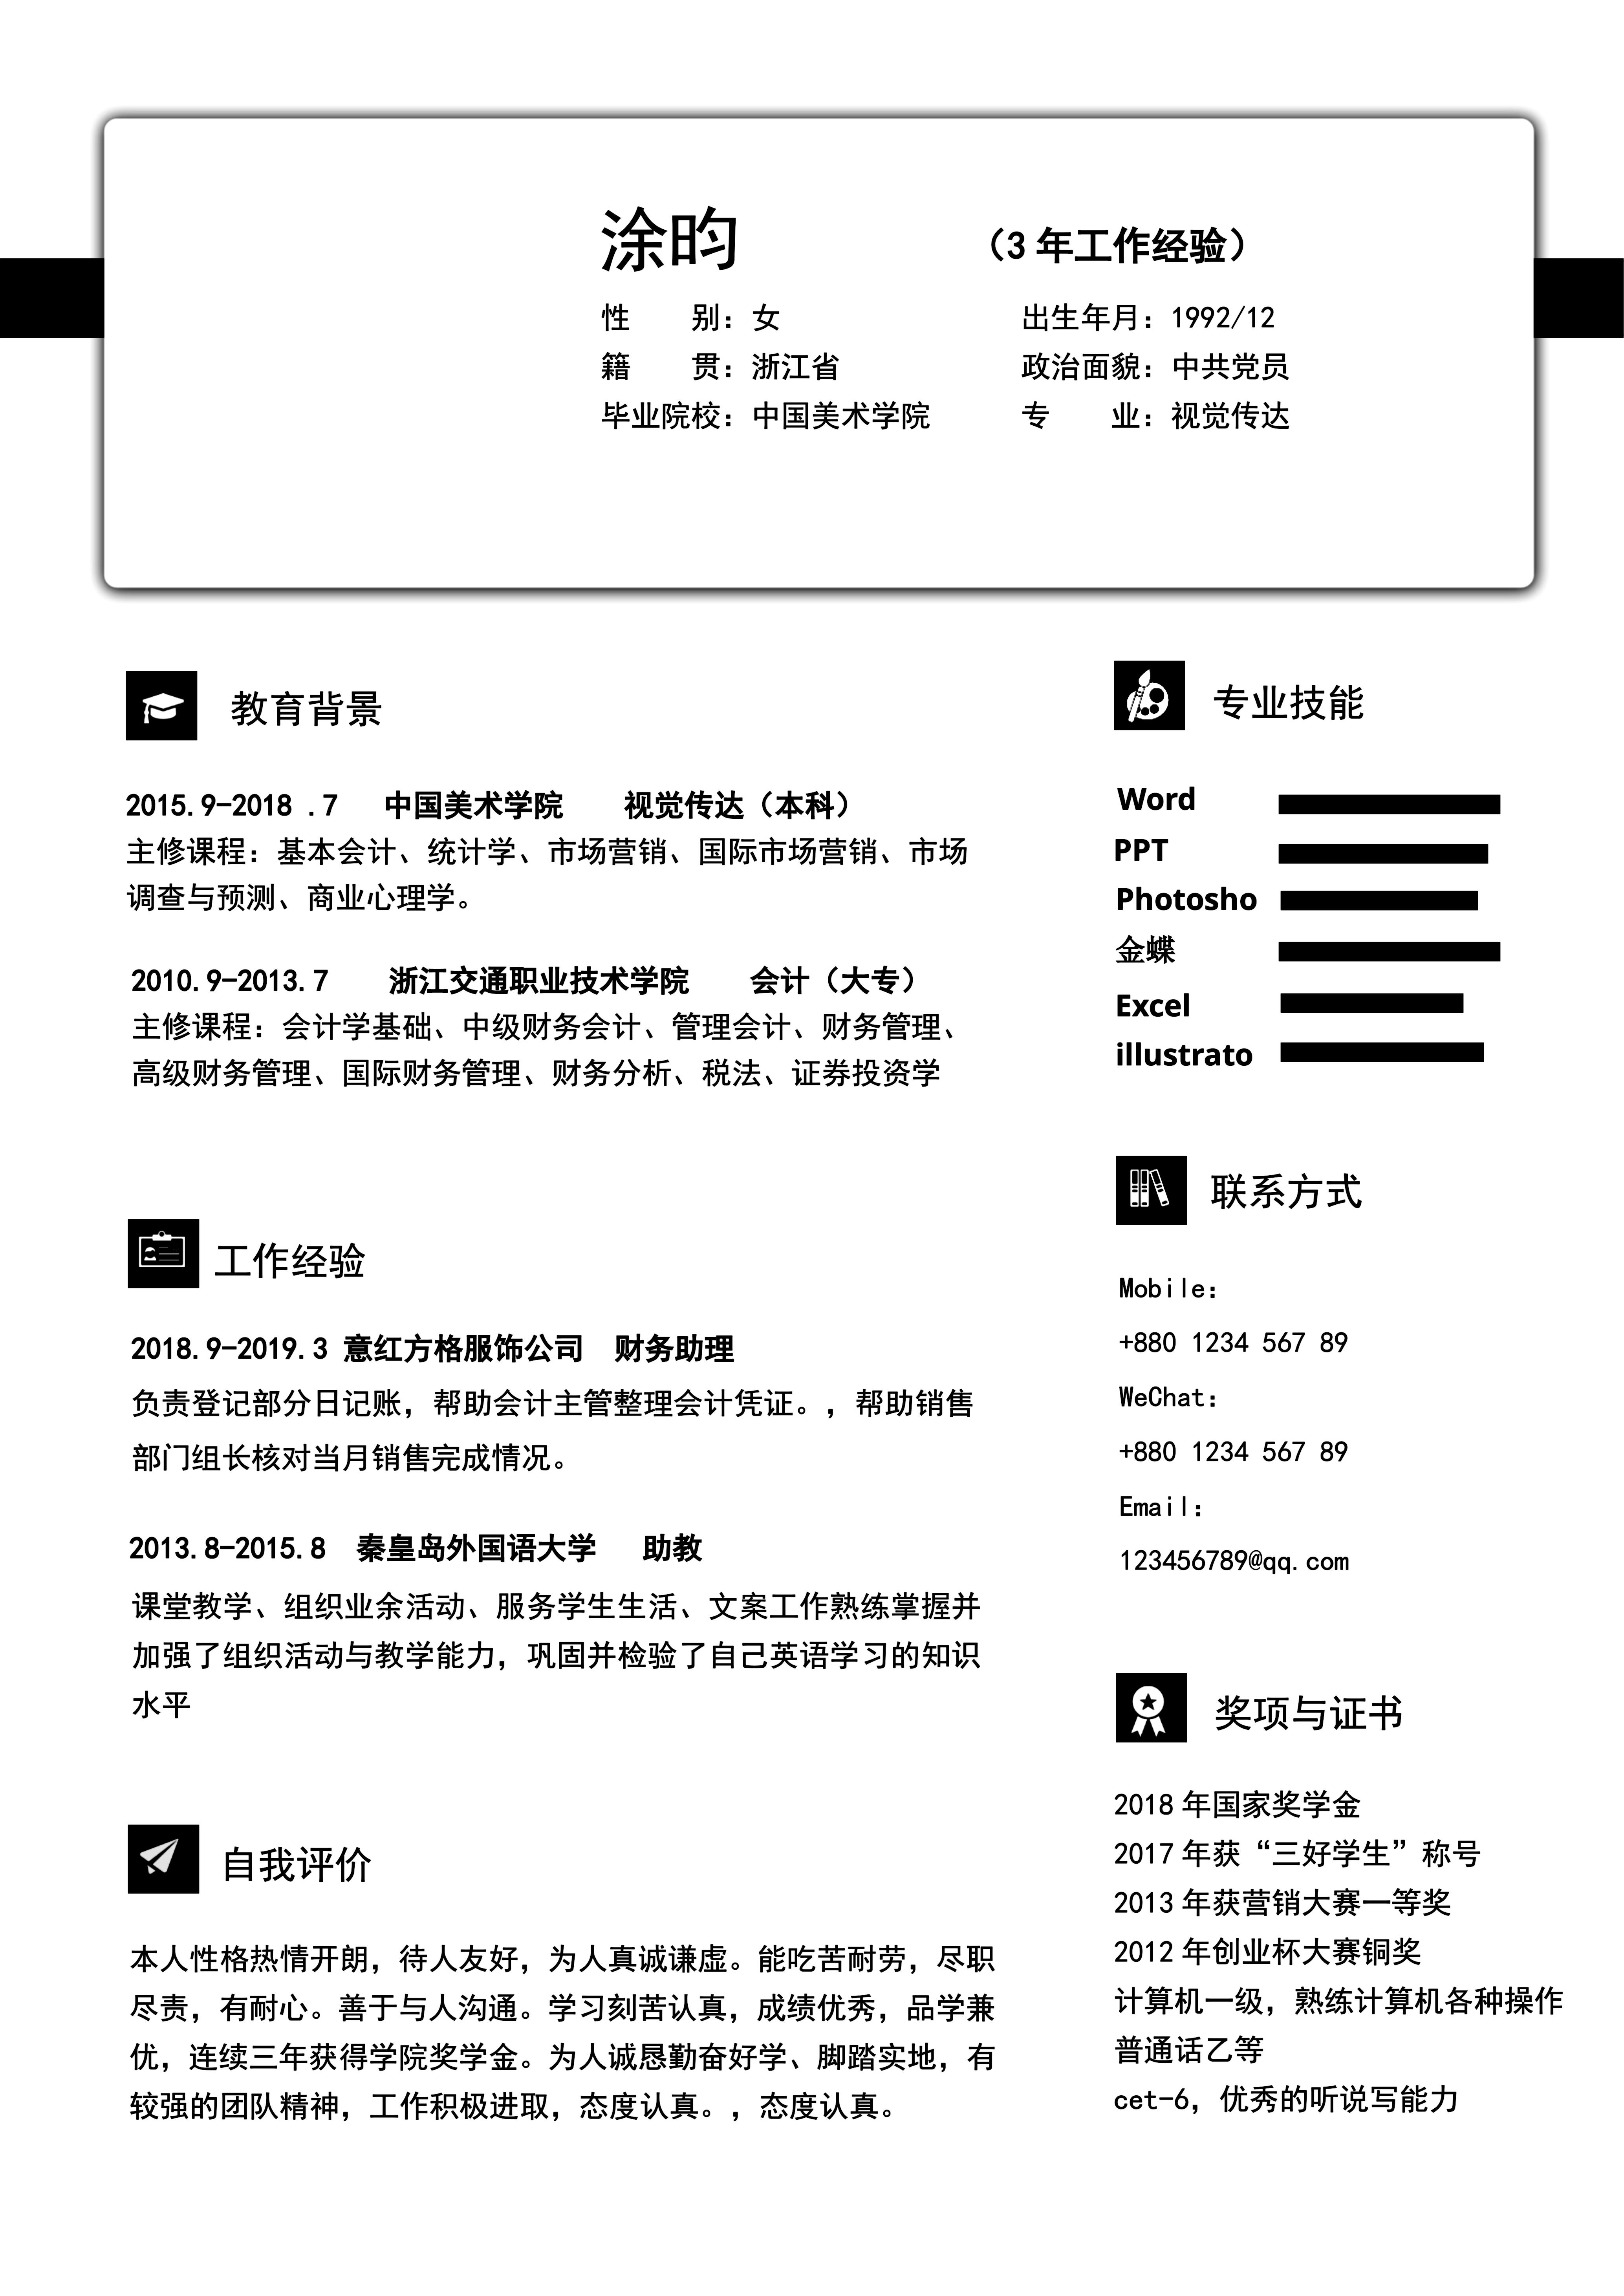 涂昀
（3 年工作经验）
性　　别：女
出生年月：1992/12
籍　　贯：浙江省
政治面貌：中共党员
毕业院校：中国美术学院
专　　业：视觉传达
教育背景
2015.9-2018 .7 中国美术学院 视觉传达（本科）
主修课程：基本会计、统计学、市场营销、国际市场营销、市场
调查与预测、商业心理学。
2010.9-2013.7 浙江交通职业技术学院 会计（大专）
主修课程：会计学基础、中级财务会计、管理会计、财务管理、
高级财务管理、国际财务管理、财务分析、税法、证券投资学
工作经验
2018.9-2019.3 意红方格服饰公司 财务助理
负责登记部分日记账，帮助会计主管整理会计凭证。，帮助销售
部门组长核对当月销售完成情况。
2013.8-2015.8 秦皇岛外国语大学 助教
课堂教学、组织业余活动、服务学生生活、文案工作熟练掌握并
加强了组织活动与教学能力，巩固并检验了自己英语学习的知识
水平
自我评价
本人性格热情开朗，待人友好，为人真诚谦虚。能吃苦耐劳，尽职
尽责，有耐心。善于与人沟通。学习刻苦认真，成绩优秀，品学兼
优，连续三年获得学院奖学金。为人诚恳勤奋好学、脚踏实地，有
较强的团队精神，工作积极进取，态度认真。，态度认真。
专业技能
Word
PPT
Photosho
金蝶
Excel
illustrato
联系方式
Mobile：
+880 1234 567 89
WeChat：
+880 1234 567 89
Email：
123456789@qq.com
奖项与证书
2018 年国家奖学金
2017 年获“三好学生”称号
2013 年获营销大赛一等奖
2012 年创业杯大赛铜奖
计算机一级，熟练计算机各种操作
普通话乙等
cet-6，优秀的听说写能力